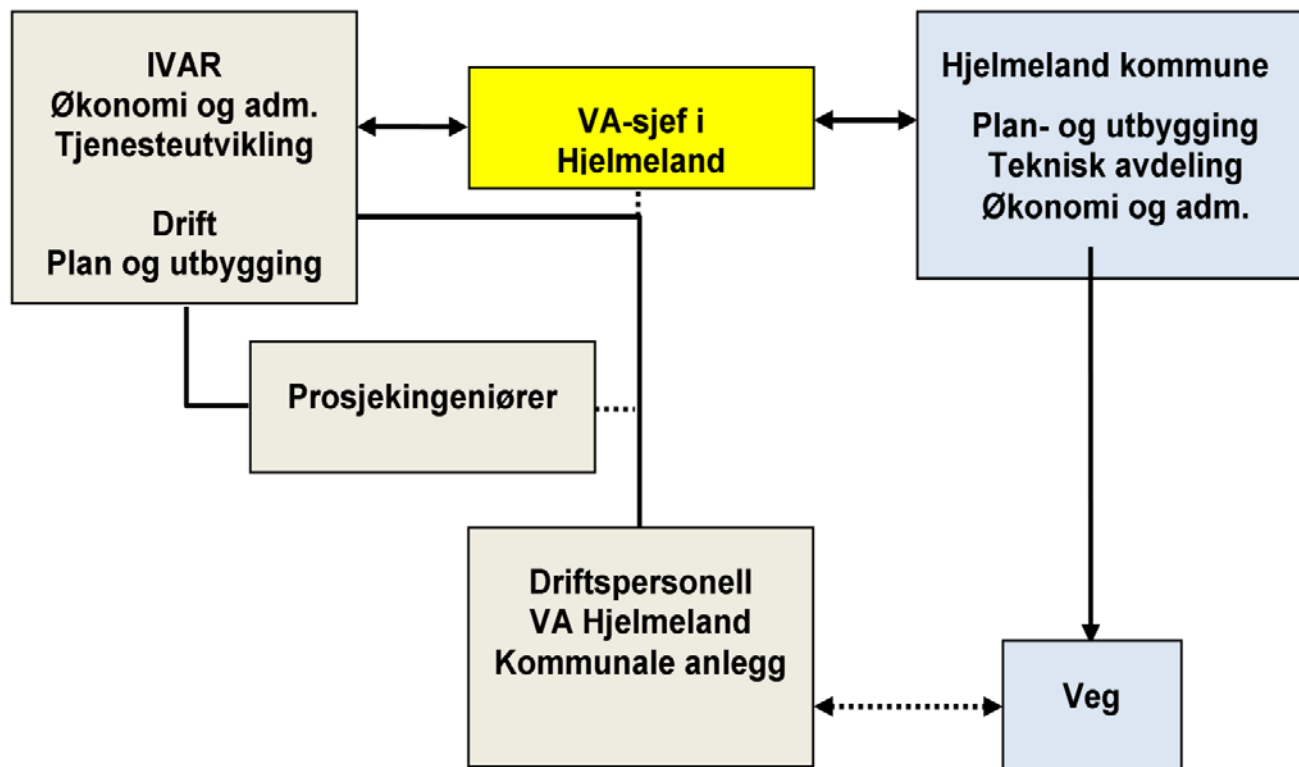 IVAR
Økonomi og adm.
Tjenesteutvikling
Drift
Plan og utbygging
VA-sjef i
Hjelmeland
Hjelmeland kommune
Plan- og utbygging
Teknisk avdeling
Økonomi og adm.
Prosjekingeniører
Driftspersonell
VA Hjelmeland
Kommunale anlegg
Veg